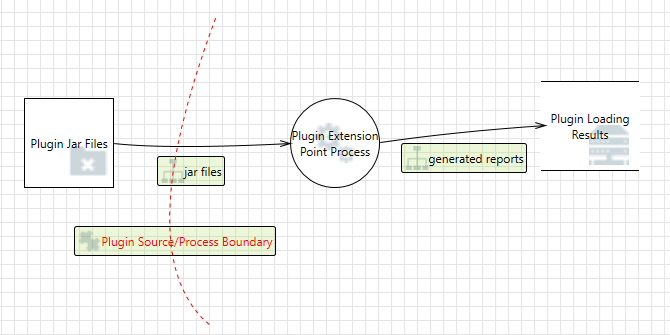 Plugin Jar Files
jar files
Plugin Source/Process Boundary
Plugin Extension
Point Process
generated reports
Plugin Loading
Results